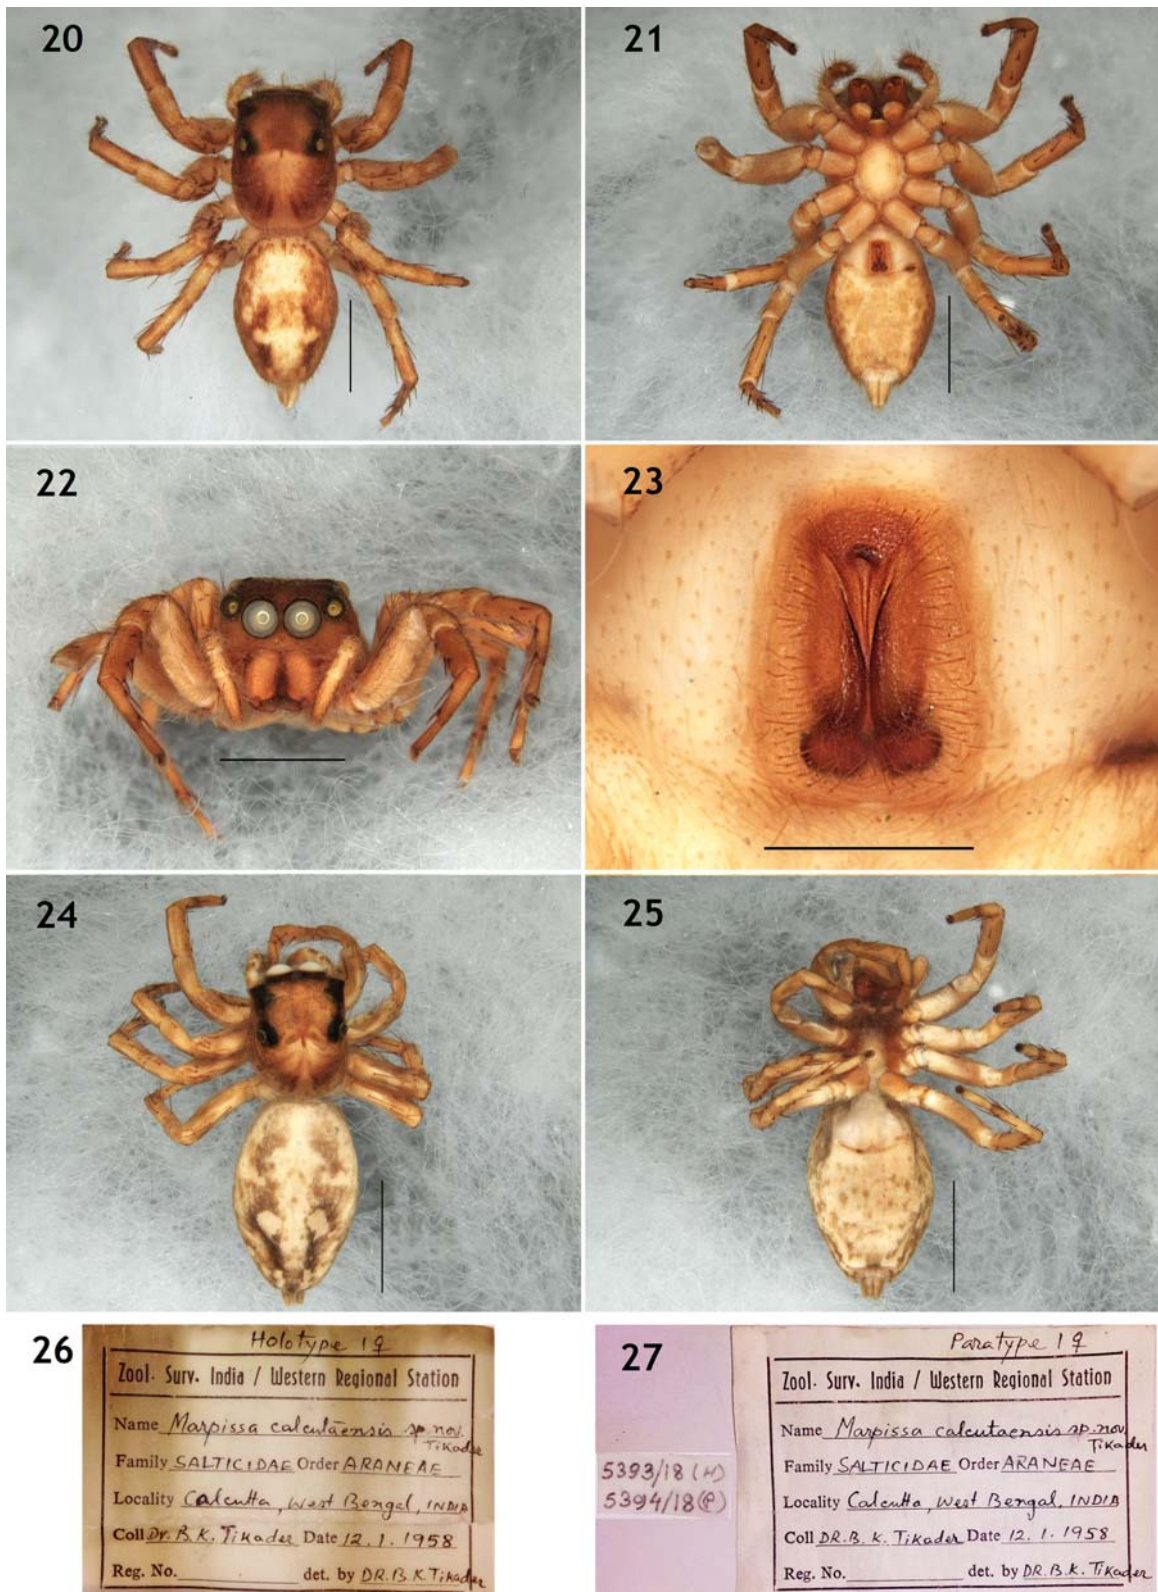 20
21
22
23
24
25
26
Holotype 1♀
Zool. Surv. India / Western Regional Station
Name Marpissa calcutaensis sp. nov.
Tikader
Family SALTICIDAE Order ARANEAE
Locality Calcutta, West Bengal, INDIA
Coll Dr. B. K. Tikader Date 12.1.1958
Reg. No. det. by DR. B. K. TIKADER
27
5393/18 (H)
5394/18 (P)
Paratype 1♀
Zool. Surv. India / Western Regional Station
Name Marpissa calcutaensis sp. nov.
Tikader
Family SALTICIDAE Order ARANEAE
Locality Calcutta, West Bengal, INDIA
Coll DR. B. K. Tikader Date 12.1.1958
Reg. No. det. by DR. B. K. Tikader